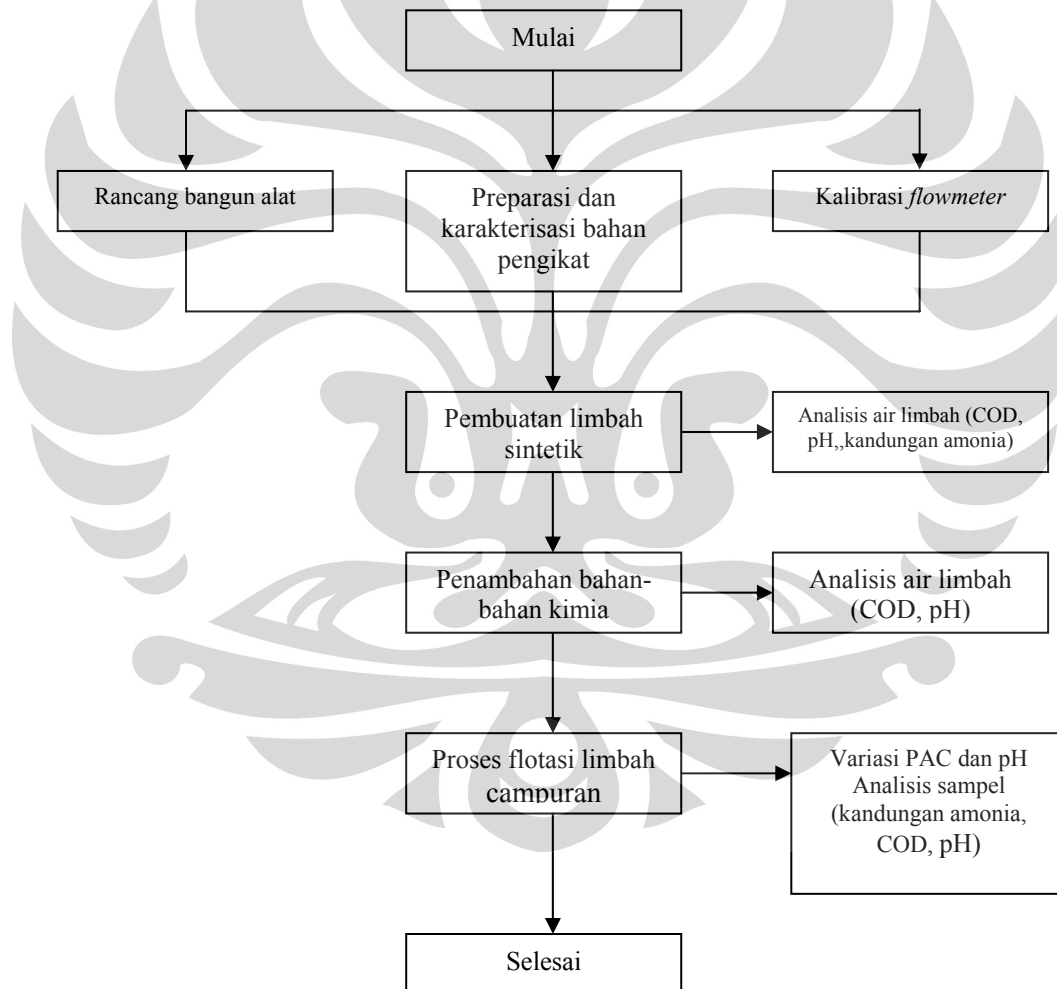 Mulai
Rancang bangun alat
Preparasi dan
karakterisasi bahan
pengikat
Kalibrasi flowmeter
Pembuatan limbah
sintetik
Analisis air limbah (COD,
pH,,kandungan amonia)
Penambahan bahan-
bahan kimia
Analisis air limbah
(COD, pH)
Proses flotasi limbah
campuran
Variasi PAC dan pH
Analisis sampel
(kandungan amonia,
COD, pH)
Selesai